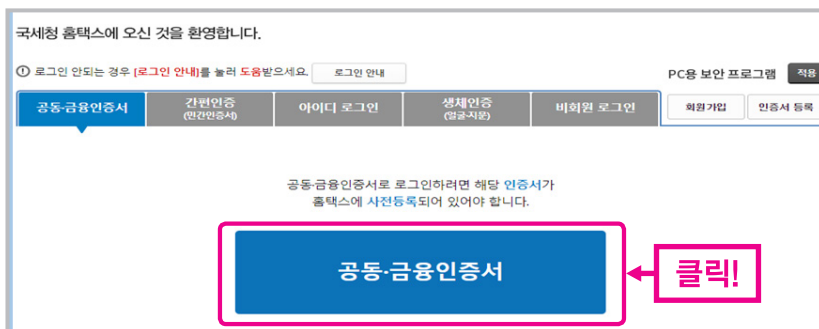 국세청 홈택스에 오신 것을 환영합니다.
로그인 안되는 경우 [로그인 안내]를 눌러 도움받으세요. 로그인 안내
PC용 보안 프로그램 적용
공동·금융인증서 간편인증 아이디 로그인 생체인증 비회원 로그인 회원가입 인증서 등록
(민간인증서) (얼굴·지문)
공동·금융인증서로 로그인하려면 해당 인증서가
홈택스에 사전등록되어 있어야 합니다.
공동·금융인증서
클릭!